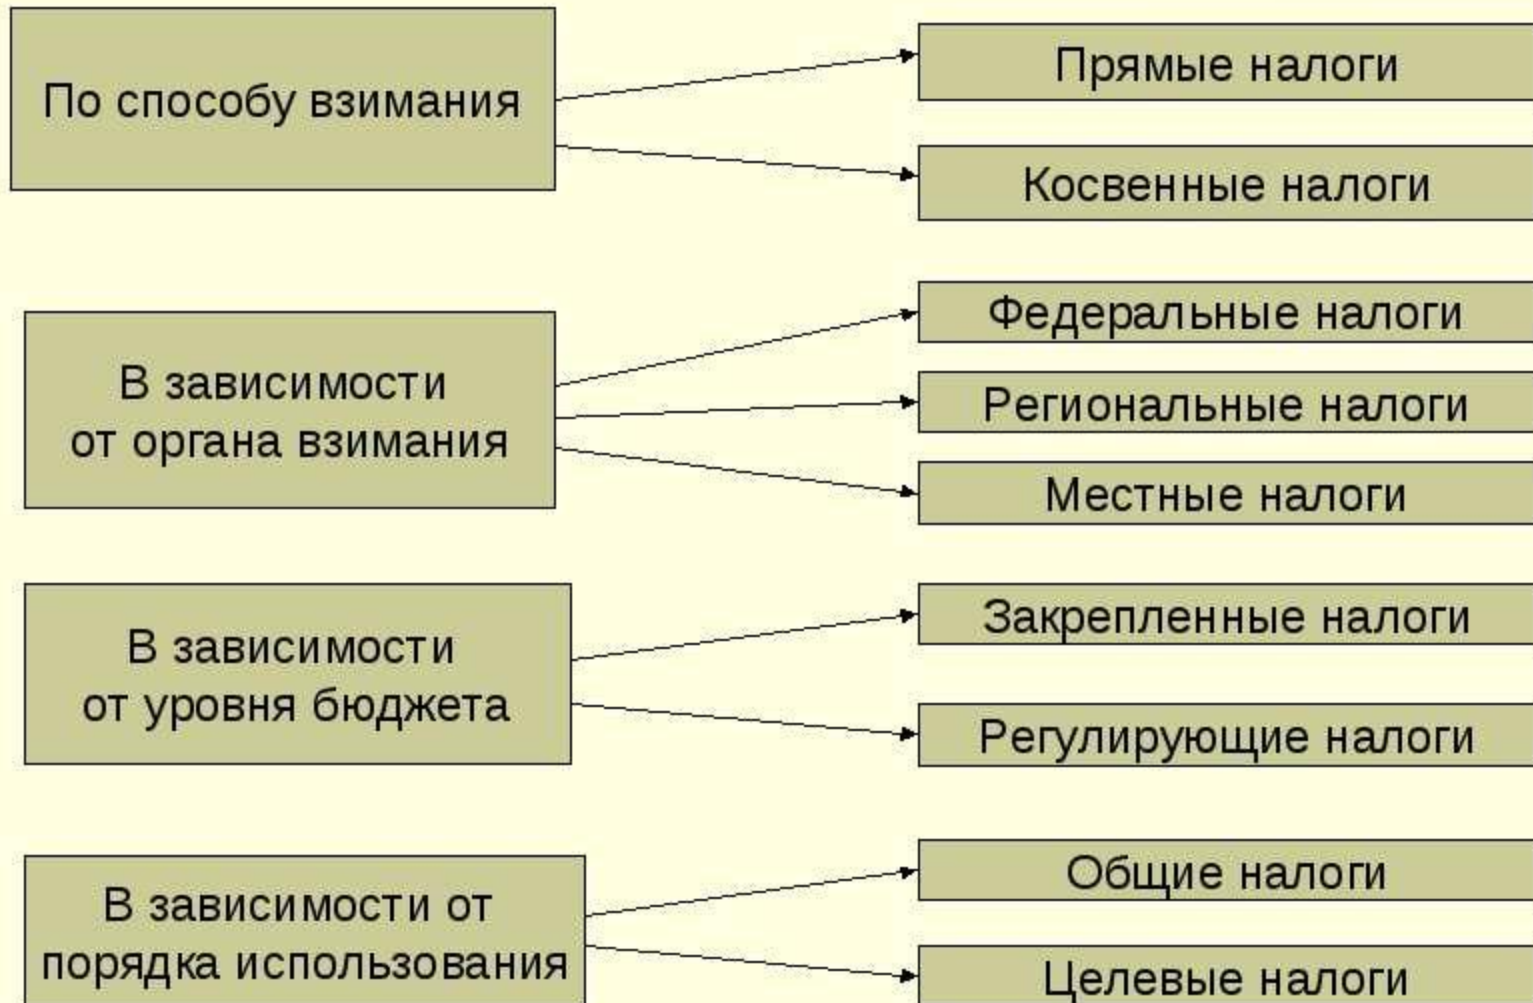 По способу взимания
Прямые налоги
Косвенные налоги
В зависимости
от органа взимания
Федеральные налоги
Региональные налоги
Местные налоги
В зависимости
от уровня бюджета
Закрепленные налоги
Регулирующие налоги
В зависимости от
порядка использования
Общие налоги
Целевые налоги